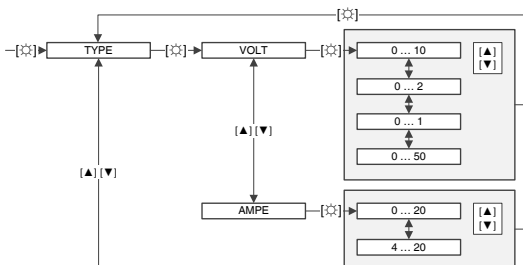 [☼]
[☼] TYPE [☼] VOLT [☼] 0 ... 10 [▲]
[▼]
0 ... 2
0 ... 1
[▲] [▼]
0 ... 50
[▲] [▼]
AMPE [☼] 0 ... 20 [▲]
[▼]
4 ... 20